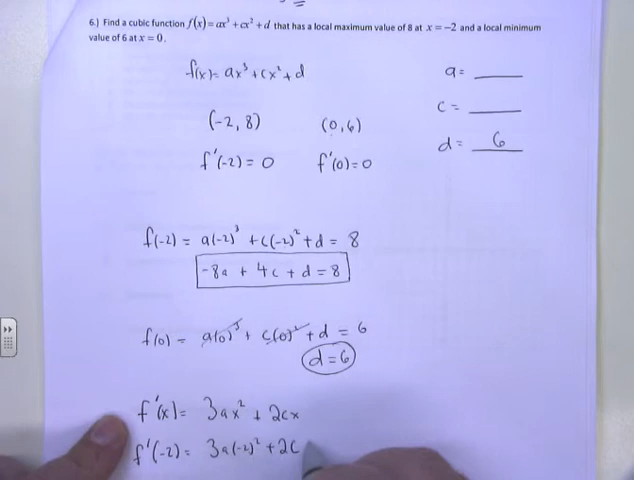 6.) Find a cubic function f(x) = ax³ + cx² + d that has a local maximum value of 8 at x = −2 and a local minimum
value of 6 at x = 0.
f(x) = ax³ + cx² + d
a = ____
c = ____
d = 6
(-2, 8) (0, 6)
f'(-2) = 0 f'(0) = 0
f(-2) = a(-2)³ + c(-2)² + d = 8
-8a + 4c + d = 8
f(0) = a(0)³ + c(0)² + d = 6
d = 6
f'(x) = 3ax² + 2cx
f'(-2) = 3a(-2)² + 2c